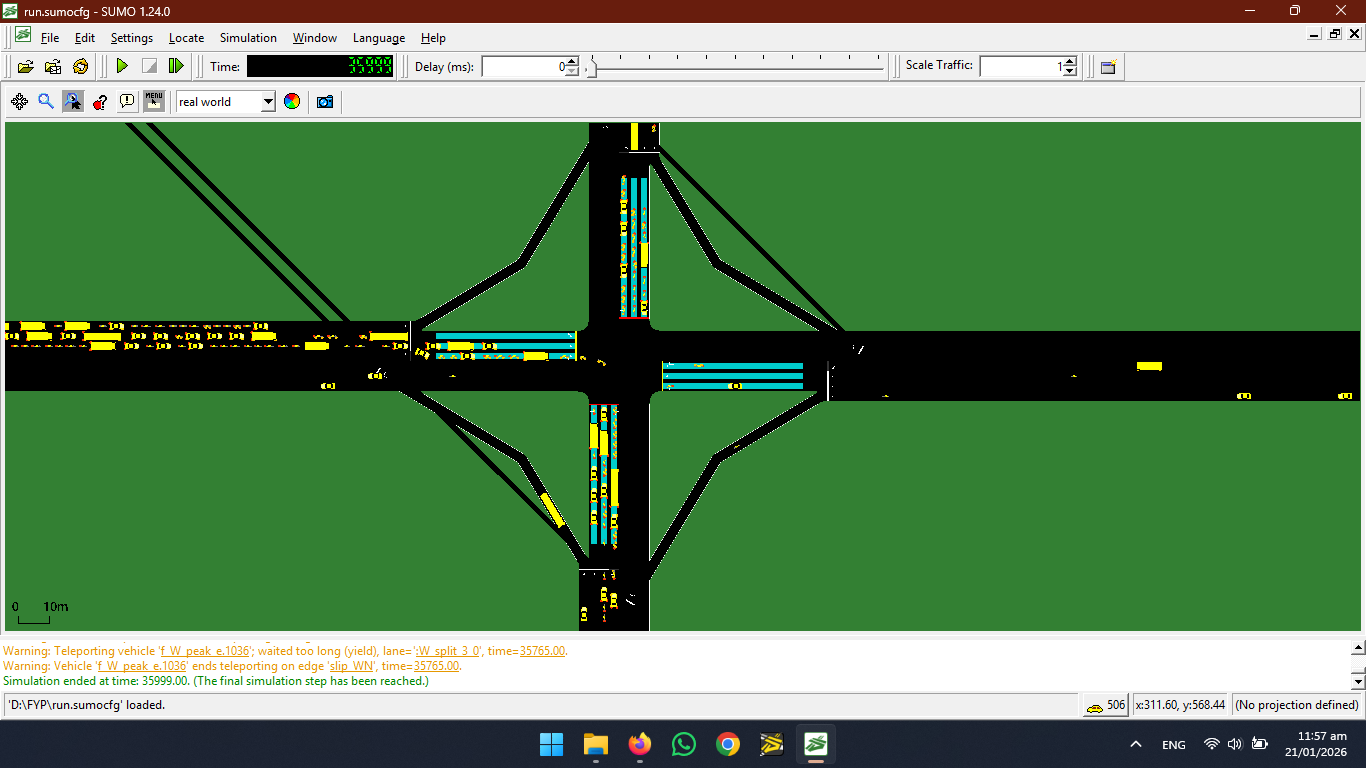 run.sumocfg - SUMO 1.24.0
File Edit Settings Locate Simulation Window Language Help
Time: 35999 Delay (ms): 0 Scale Traffic: 1
MENU real world
0 10m
Warning: Teleporting vehicle 'f_W_peak_e.1036'; waited too long (yield), lane=':W_split_3_0', time=35765.00.
Warning: Vehicle 'f_W_peak_e.1036' ends teleporting on edge 'slip_WN', time=35765.00.
Simulation ended at time: 35999.00. (The final simulation step has been reached.)
'D:\FYP\run.sumocfg' loaded. 506 x:311.60, y:568.44 (No projection defined)
ENG 11:57 am
21/01/2026